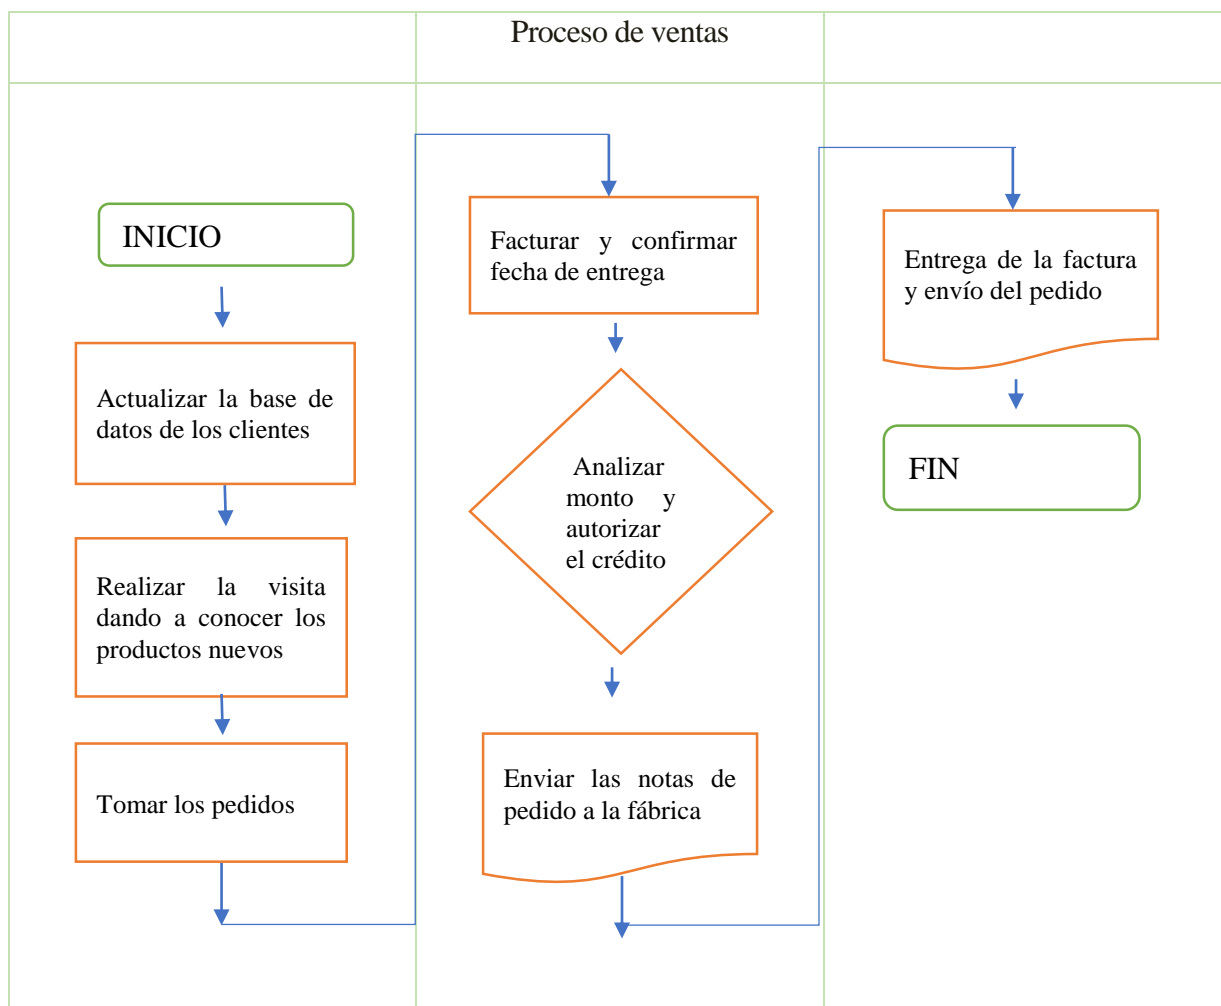 Proceso de ventas
INICIO
Actualizar la base de
datos de los clientes
Realizar la visita
dando a conocer los
productos nuevos
Tomar los pedidos
Facturar y confirmar
fecha de entrega
Analizar
monto y
autorizar
el crédito
Enviar las notas de
pedido a la fábrica
Entrega de la factura
y envío del pedido
FIN